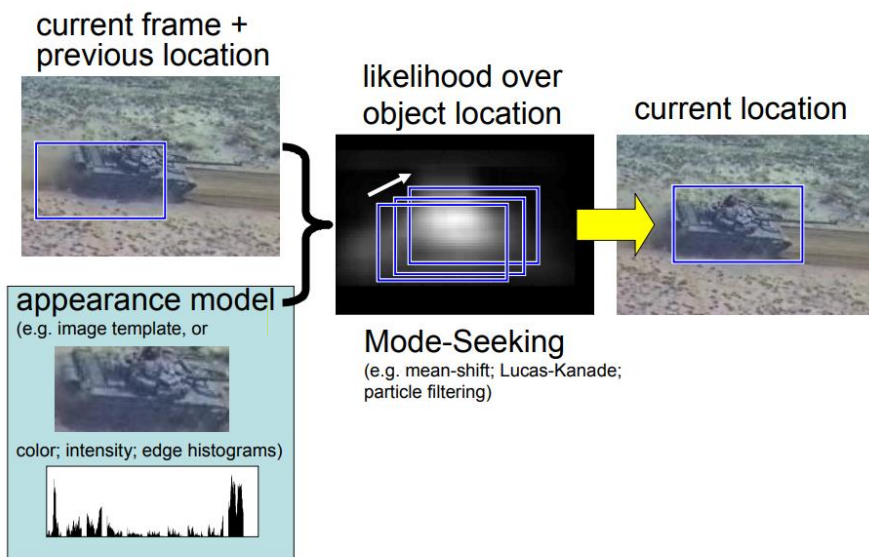 current frame +
previous location
likelihood over
object location
current location
appearance model
(e.g. image template, or
color; intensity; edge histograms)
Mode-Seeking
(e.g. mean-shift; Lucas-Kanade;
particle filtering)